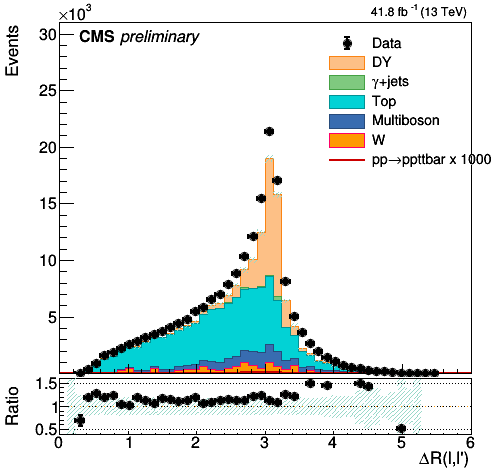 ×10³
41.8 fb⁻¹ (13 TeV)
CMS preliminary
Events
30
25
20
15
10
5
Data
DY
γ+jets
Top
Multiboson
W
pp→ppttbar x 1000
Ratio
1.5
1
0.5
0 1 2 3 4 5 6
ΔR(l,l')